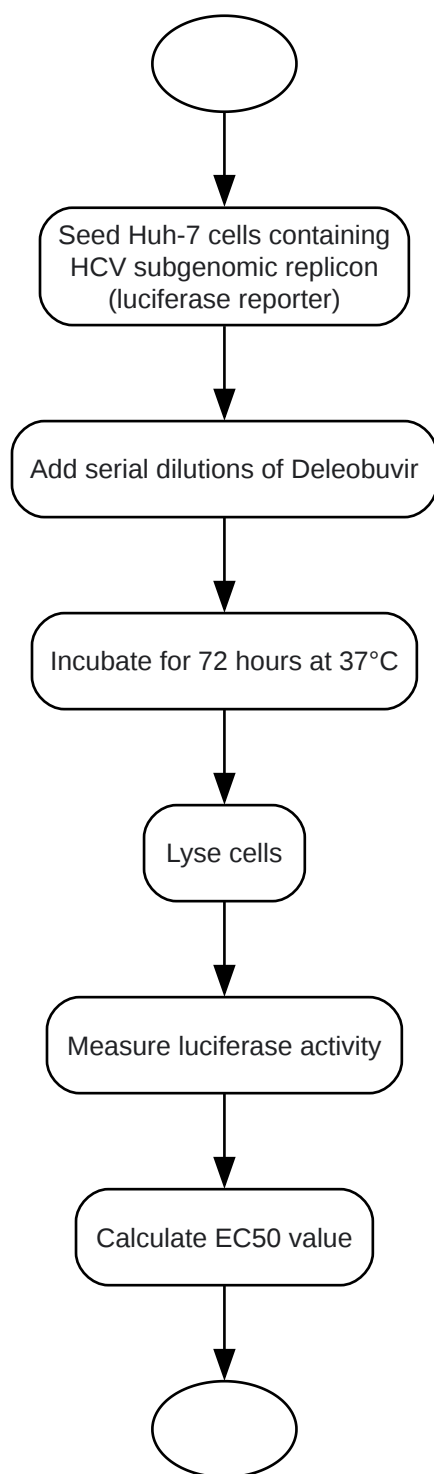 Seed Huh-7 cells containing
HCV subgenomic replicon
(luciferase reporter)
Add serial dilutions of Deleobuvir
Incubate for 72 hours at 37°C
Lyse cells
Measure luciferase activity
Calculate EC50 value